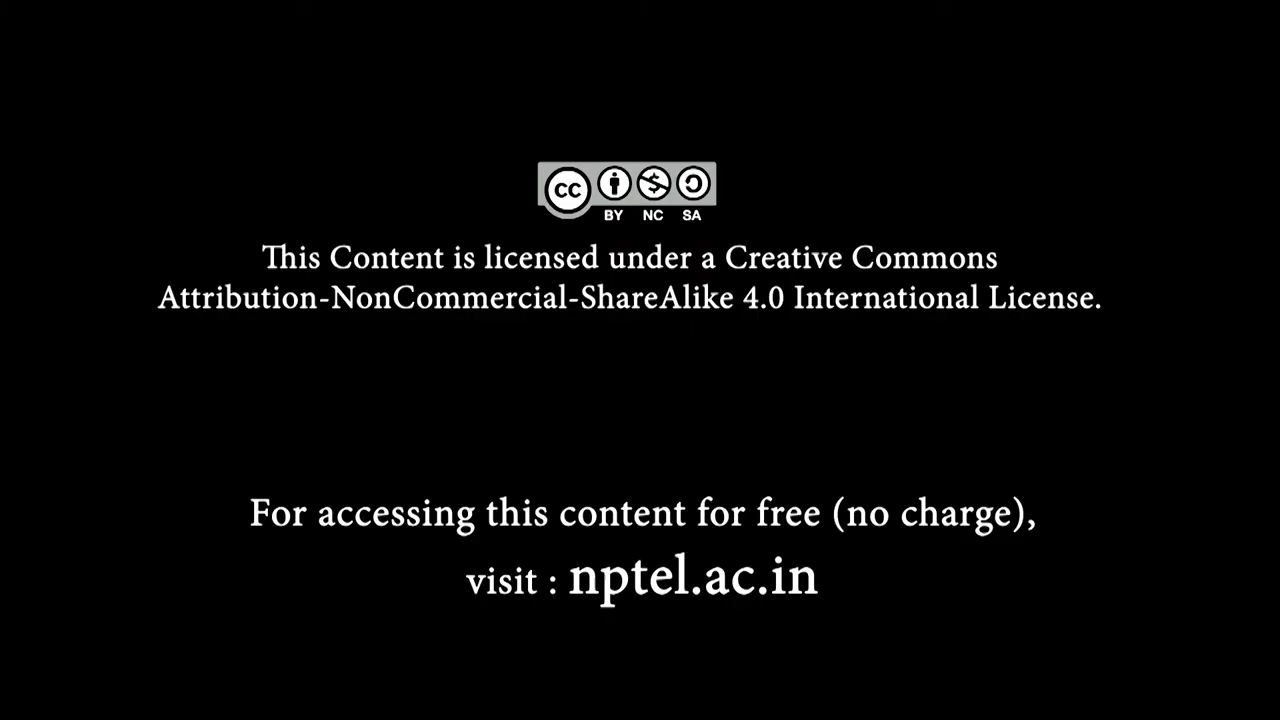 cc BY NC SA
This Content is licensed under a Creative Commons
Attribution-NonCommercial-ShareAlike 4.0 International License.
For accessing this content for free (no charge),
visit : nptel.ac.in